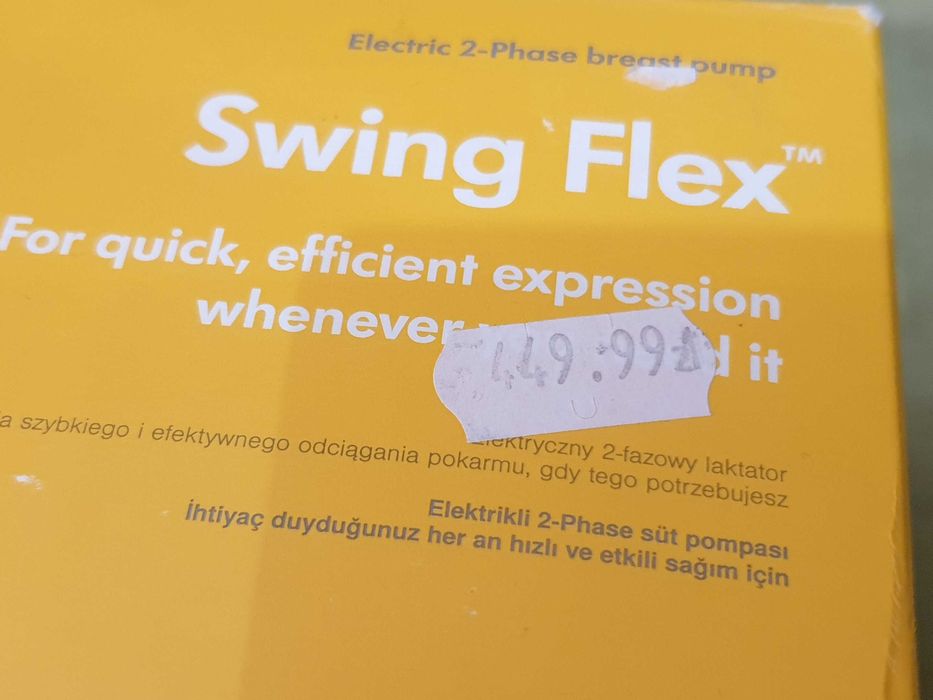 Electric 2-Phase breast pump
Swing Flex™
For quick, efficient expression
whenever it
449:99zł
Elektryczny 2-fazowy laktator
szybkiego i efektywnego odciągania pokarmu, gdy tego potrzebujesz
Elektrikli 2-Phase süt pompası
İhtiyaç duyduğunuz her an hızlı ve etkili sağım için